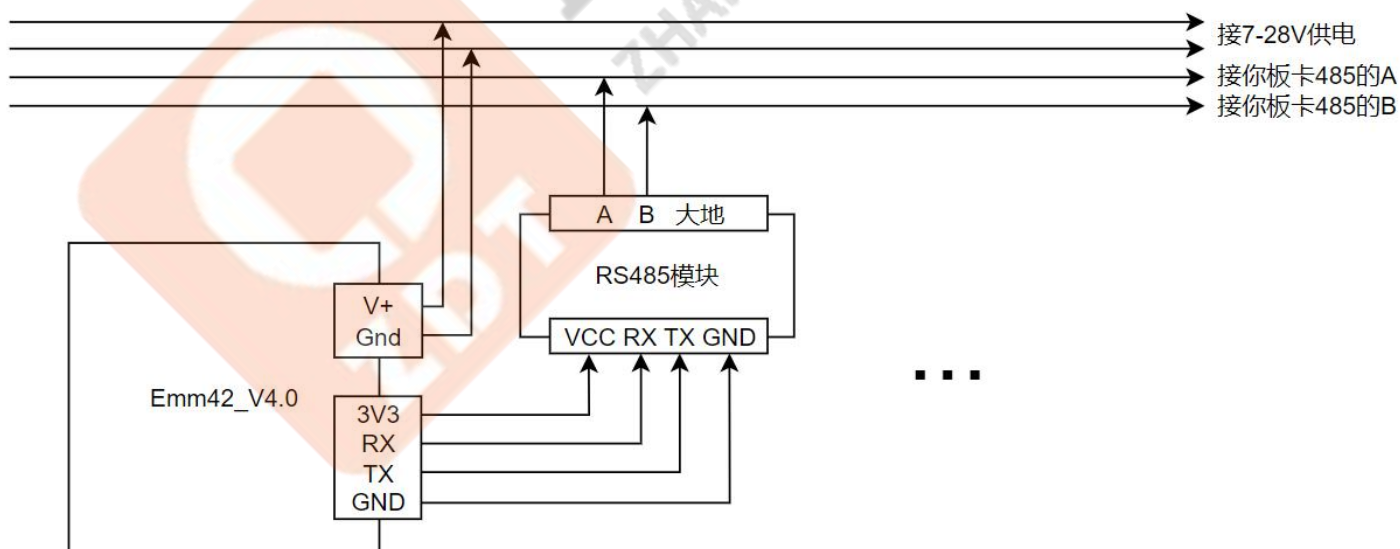 接7-28V供电
接你板卡485的A
接你板卡485的B
A B 大地
RS485模块
VCC RX TX GND
V+
Gnd
Emm42_V4.0
3V3
RX
TX
GND
...
ZHA
ZDT